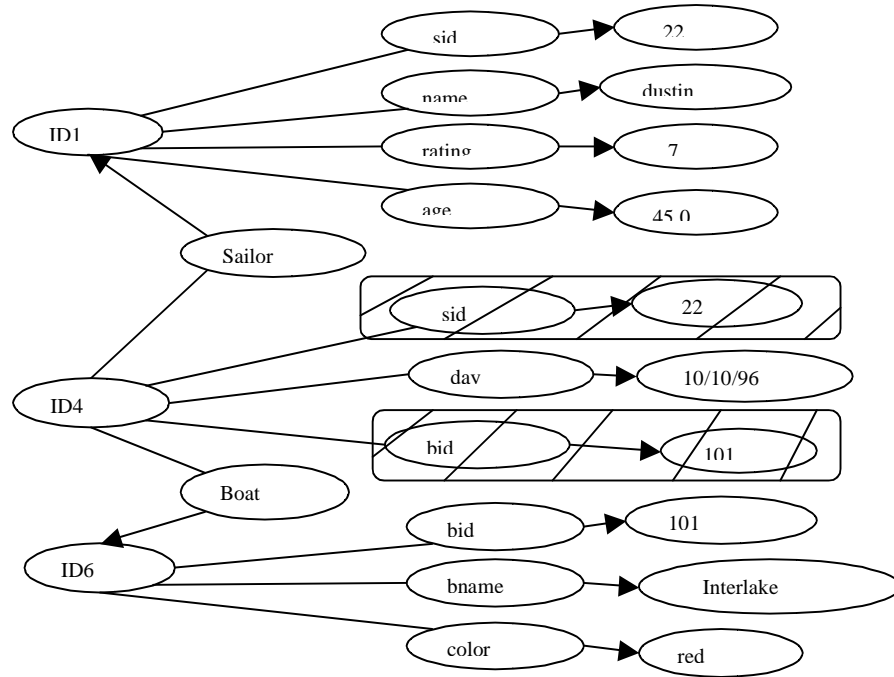 sid
22
name
dustin
ID1
rating
7
age
45.0
Sailor
sid
22
day
10/10/96
ID4
bid
101
Boat
bid
101
ID6
bname
Interlake
color
red